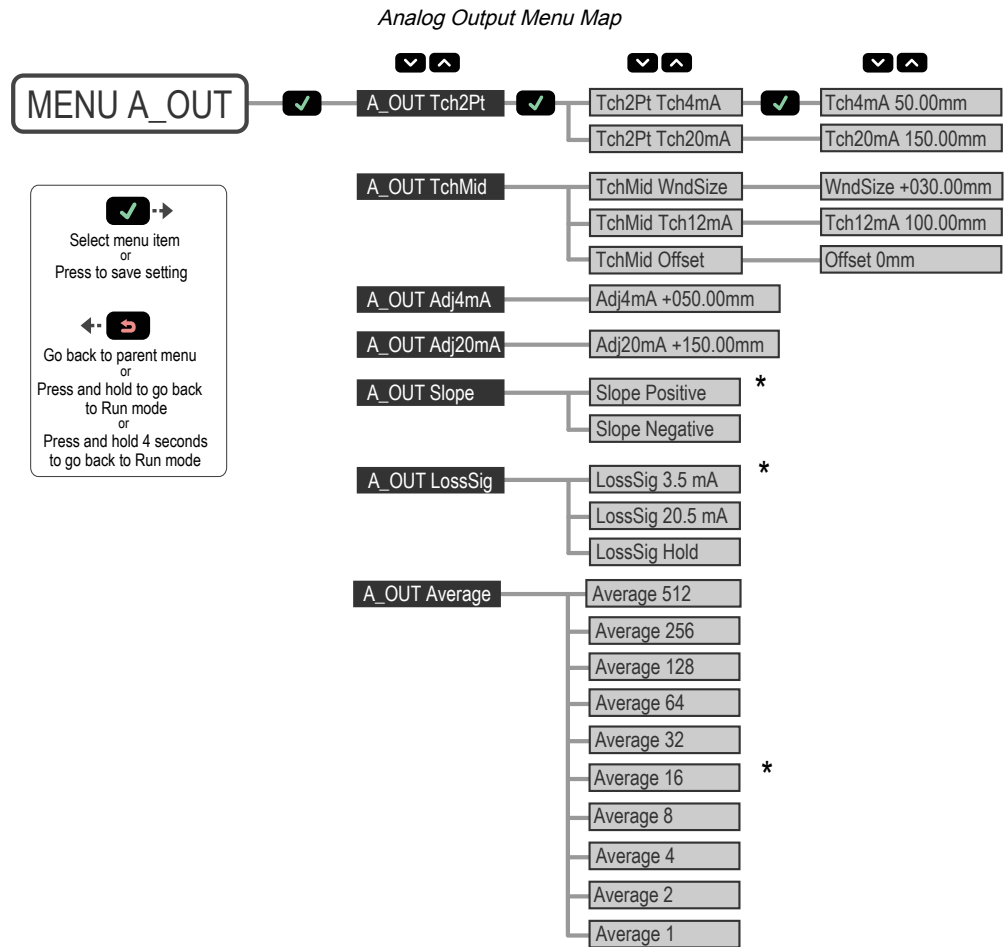 Analog Output Menu Map
MENU A_OUT
A_OUT Tch2Pt
Tch2Pt Tch4mA
Tch4mA 50.00mm
Tch2Pt Tch20mA
Tch20mA 150.00mm
A_OUT TchMid
TchMid WndSize
WndSize +030.00mm
TchMid Tch12mA
Tch12mA 100.00mm
TchMid Offset
Offset 0mm
Select menu item
or
Press to save setting
Go back to parent menu
or
Press and hold to go back
to Run mode
or
Press and hold 4 seconds
to go back to Run mode
A_OUT Adj4mA
Adj4mA +050.00mm
A_OUT Adj20mA
Adj20mA +150.00mm
A_OUT Slope
Slope Positive *
Slope Negative
A_OUT LossSig
LossSig 3.5 mA *
LossSig 20.5 mA
LossSig Hold
A_OUT Average
Average 512
Average 256
Average 128
Average 64
Average 32
Average 16 *
Average 8
Average 4
Average 2
Average 1